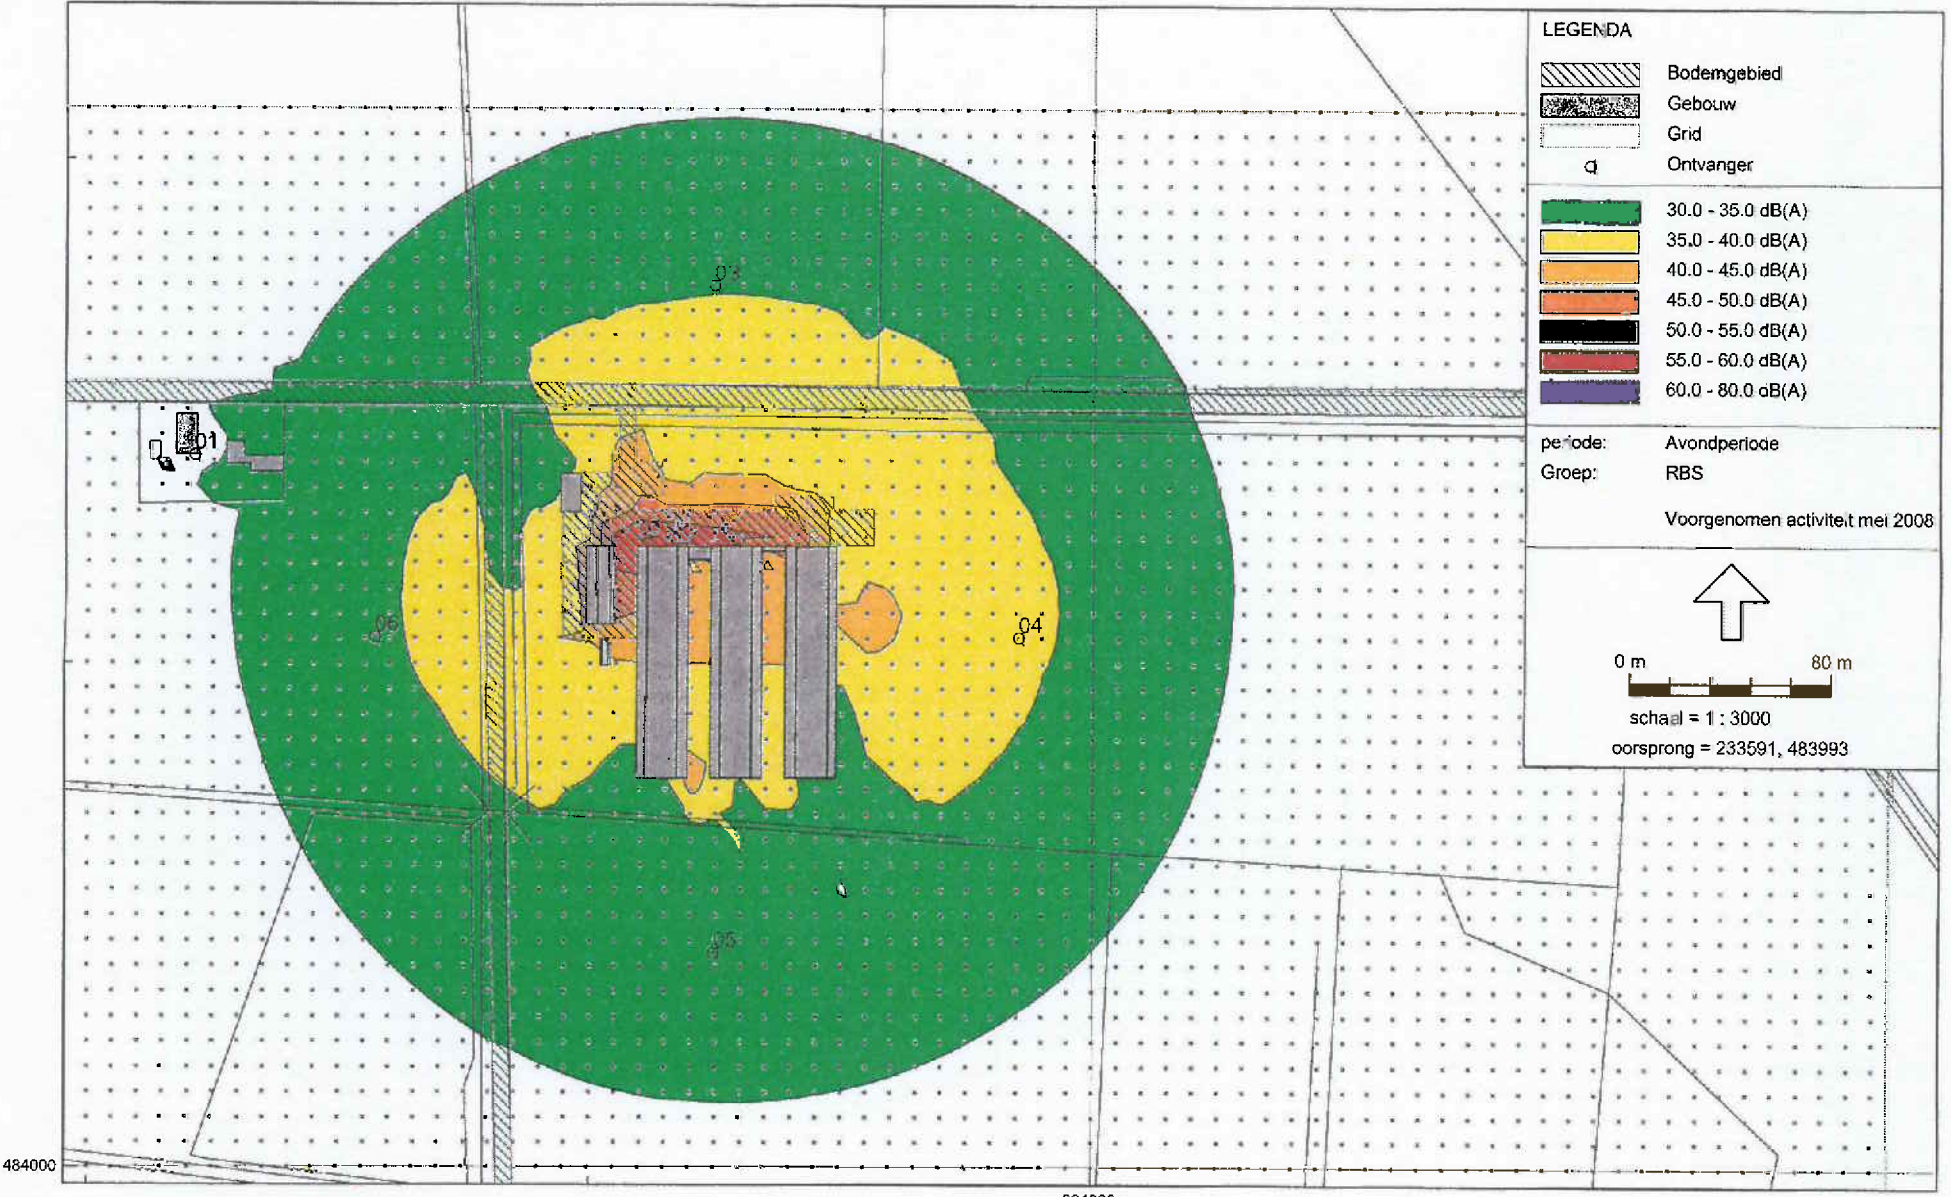 LEGENDA
Bodemgebied
Gebouw
Grid
Ontvanger
30.0 - 35.0 dB(A)
35.0 - 40.0 dB(A)
40.0 - 45.0 dB(A)
45.0 - 50.0 dB(A)
50.0 - 55.0 dB(A)
55.0 - 60.0 dB(A)
60.0 - 80.0 dB(A)
periode: Avondperiode
Groep: RBS
Voorgenomen activiteit mei 2008
0 m 80 m
schaal = 1 : 3000
oorsprong = 233591, 483993
03
01
04
06
05
484000